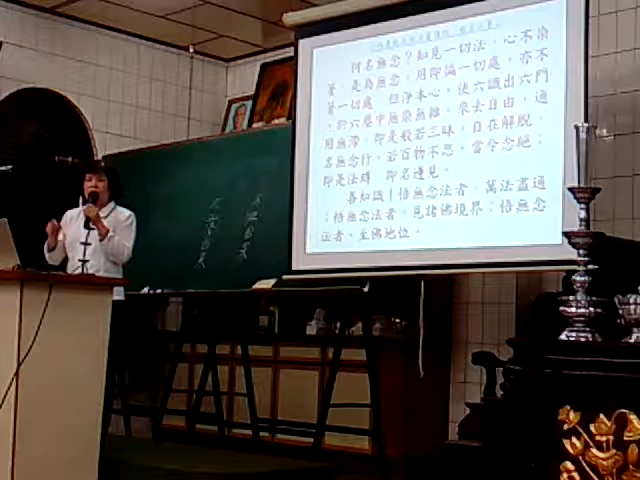 何名無念?知見一切法,心不染
著,是為無念。用即徧一切處,亦不
著一切處。但淨本心,使六識出六門
,於六塵中無染無雜,來去自由,通
用無滯,即是般若三昧,自在解脫,
名無念行。若百物不思,當令念絕,
即是法縛,即名邊見。
善知識!悟無念法者,萬法盡通
;悟無念法者,見諸佛境界;悟無念
法者,至佛地位。